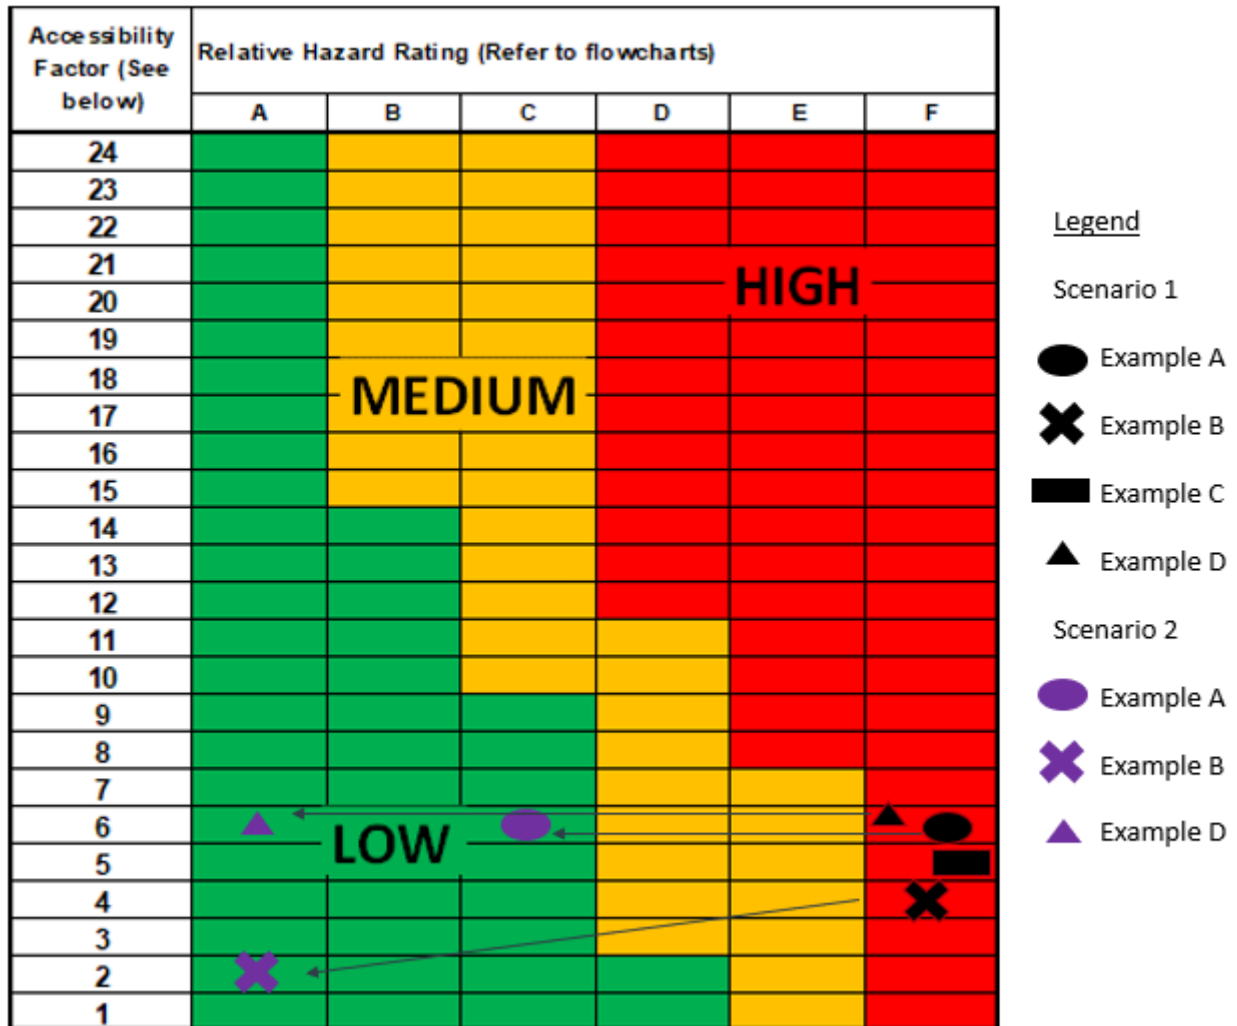 Accessibility
Factor (See
below)
Relative Hazard Rating (Refer to flowcharts)
A B C D E F
24
23
22
21
20
19
18
17
16
15
14
13
12
11
10
9
8
7
6
5
4
3
2
1
HIGH
MEDIUM
LOW
Legend
Scenario 1
Example A
Example B
Example C
Example D
Scenario 2
Example A
Example B
Example D